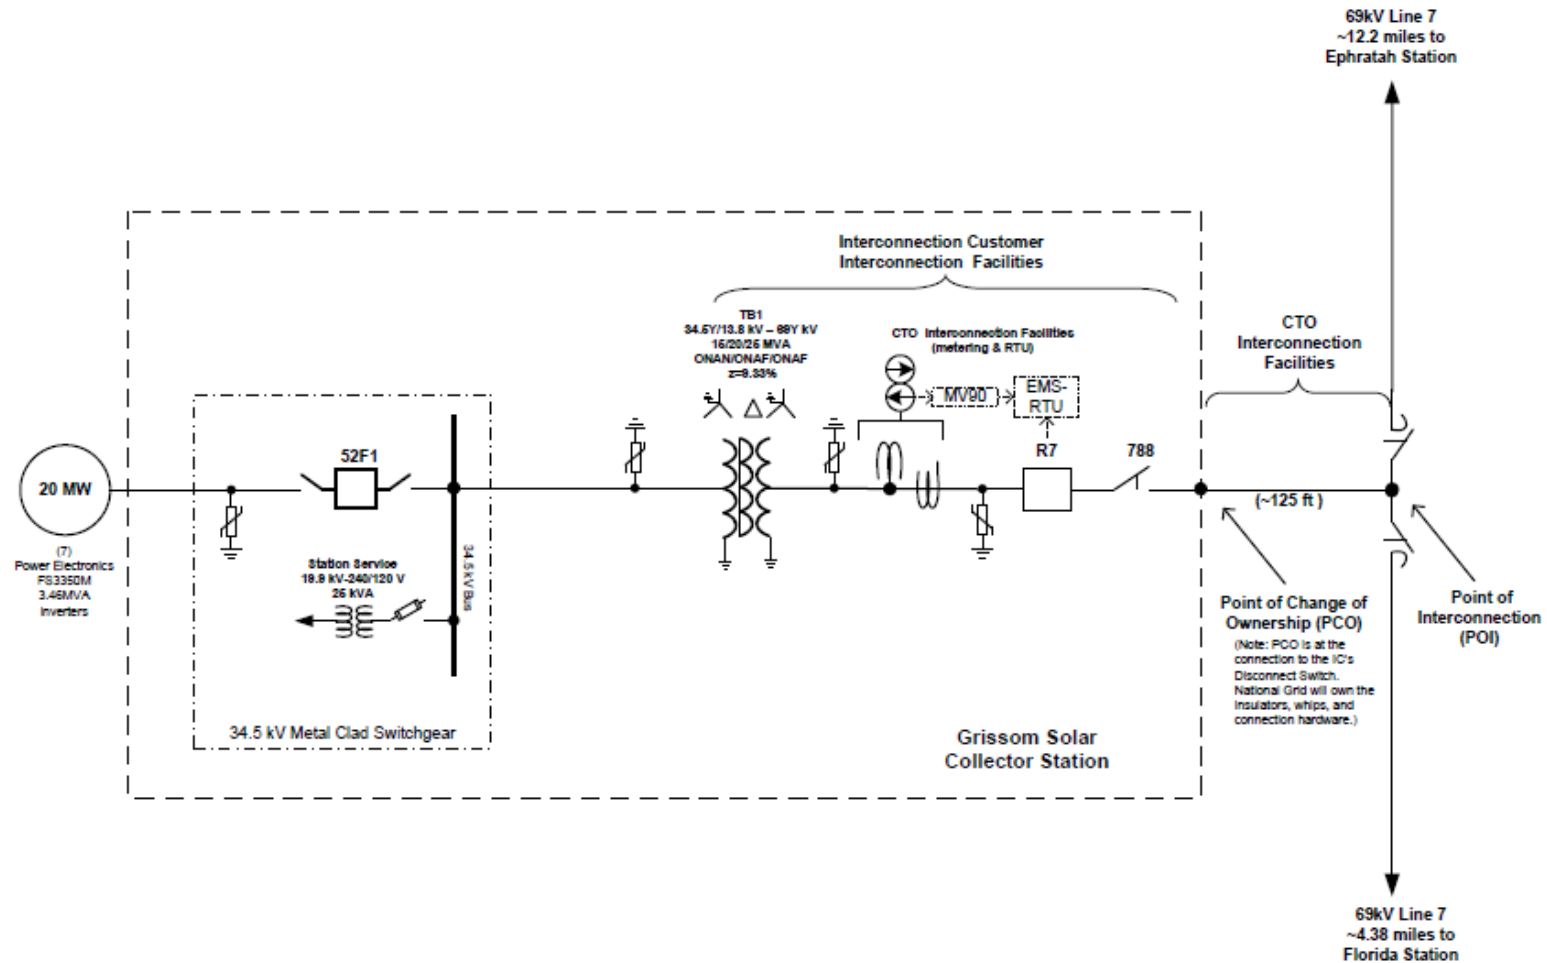 69kV Line 7
~12.2 miles to
Ephratah Station
Interconnection Customer
Interconnection Facilities
TB1
34.5Y/13.8 kV – 69Y kV
15/20/25 MVA
ONAN/ONAF/ONAF
z=9.33%
CTO Interconnection Facilities
(metering & RTU)
MV90
EMS-
RTU
CTO
Interconnection
Facilities
R7
788
52F1
20 MW
(7)
Power Electronics
FS3350M
3.46MVA
Inverters
Station Service
19.9 kV-240/120 V
25 kVA
34.5 kV Bus
34.5 kV Metal Clad Switchgear
(~125 ft )
Point of Change of
Ownership (PCO)
(Note: PCO is at the
connection to the IC's
Disconnect Switch.
National Grid will own the
insulators, whips, and
connection hardware.)
Point of
Interconnection
(POI)
Grissom Solar
Collector Station
69kV Line 7
~4.38 miles to
Florida Station